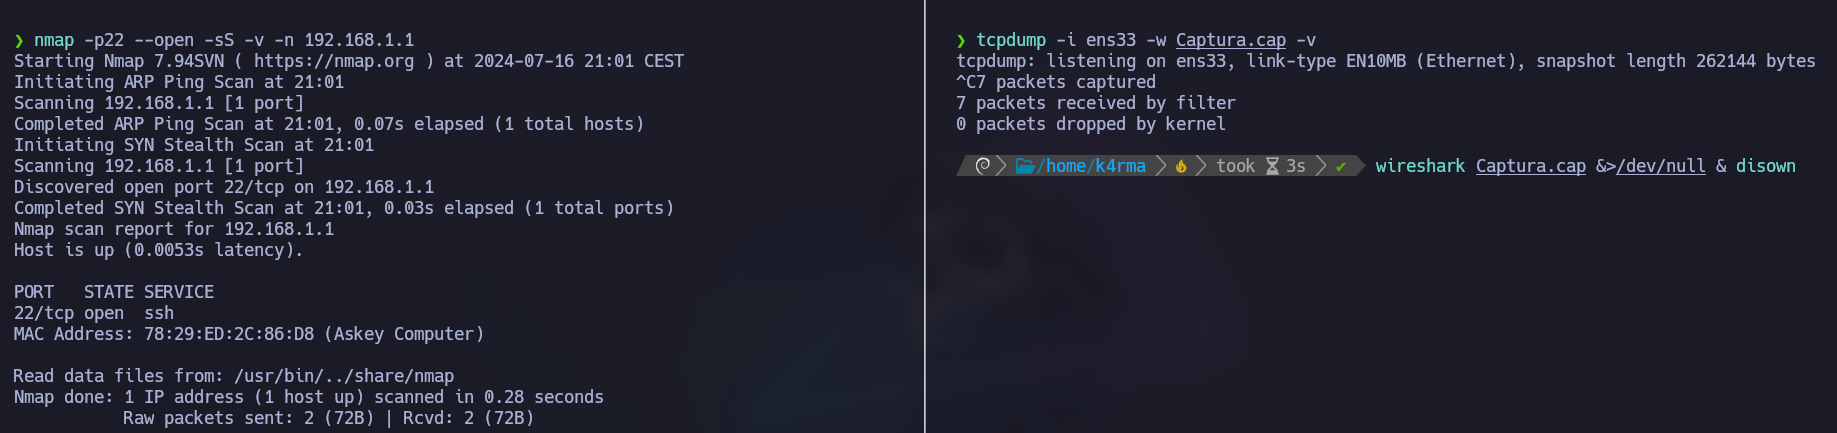 ❯ nmap -p22 --open -sS -v -n 192.168.1.1
Starting Nmap 7.94SVN ( https://nmap.org ) at 2024-07-16 21:01 CEST
Initiating ARP Ping Scan at 21:01
Scanning 192.168.1.1 [1 port]
Completed ARP Ping Scan at 21:01, 0.07s elapsed (1 total hosts)
Initiating SYN Stealth Scan at 21:01
Scanning 192.168.1.1 [1 port]
Discovered open port 22/tcp on 192.168.1.1
Completed SYN Stealth Scan at 21:01, 0.03s elapsed (1 total ports)
Nmap scan report for 192.168.1.1
Host is up (0.0053s latency).
PORT   STATE SERVICE
22/tcp open  ssh
MAC Address: 78:29:ED:2C:86:D8 (Askey Computer)
Read data files from: /usr/bin/../share/nmap
Nmap done: 1 IP address (1 host up) scanned in 0.28 seconds
Raw packets sent: 2 (72B) | Rcvd: 2 (72B)
❯ tcpdump -i ens33 -w Captura.cap -v
tcpdump: listening on ens33, link-type EN10MB (Ethernet), snapshot length 262144 bytes
^C7 packets captured
7 packets received by filter
0 packets dropped by kernel
/home/k4rma took 3s ✔ wireshark Captura.cap &>/dev/null & disown